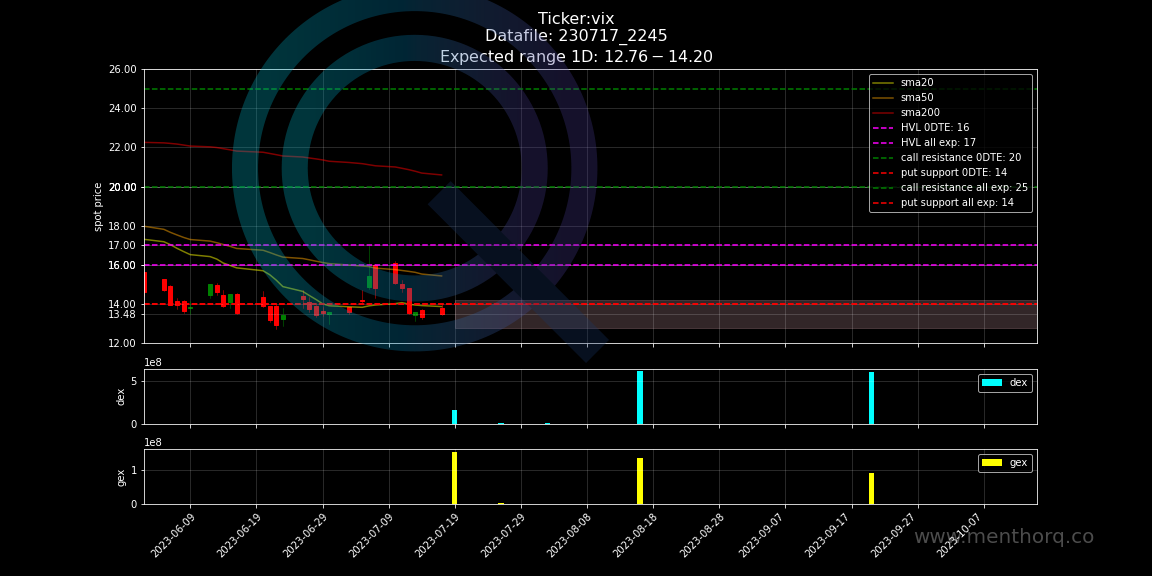 Ticker:vix
Datafile: 230717_2245
Expected range 1D: 12.76 − 14.20
26.00
24.00
22.00
20.00
20.00
18.00
17.00
16.00
16.00
14.00
13.48
12.00
spot price
sma20
sma50
sma200
HVL 0DTE: 16
HVL all exp: 17
call resistance 0DTE: 20
put support 0DTE: 14
call resistance all exp: 25
put support all exp: 14
1e8
5
0
dex
dex
1e8
1
0
gex
gex
2023-06-09
2023-06-19
2023-06-29
2023-07-09
2023-07-19
2023-07-29
2023-08-08
2023-08-18
2023-08-28
2023-09-07
2023-09-17
2023-09-27
2023-10-07
www.menthorq.co